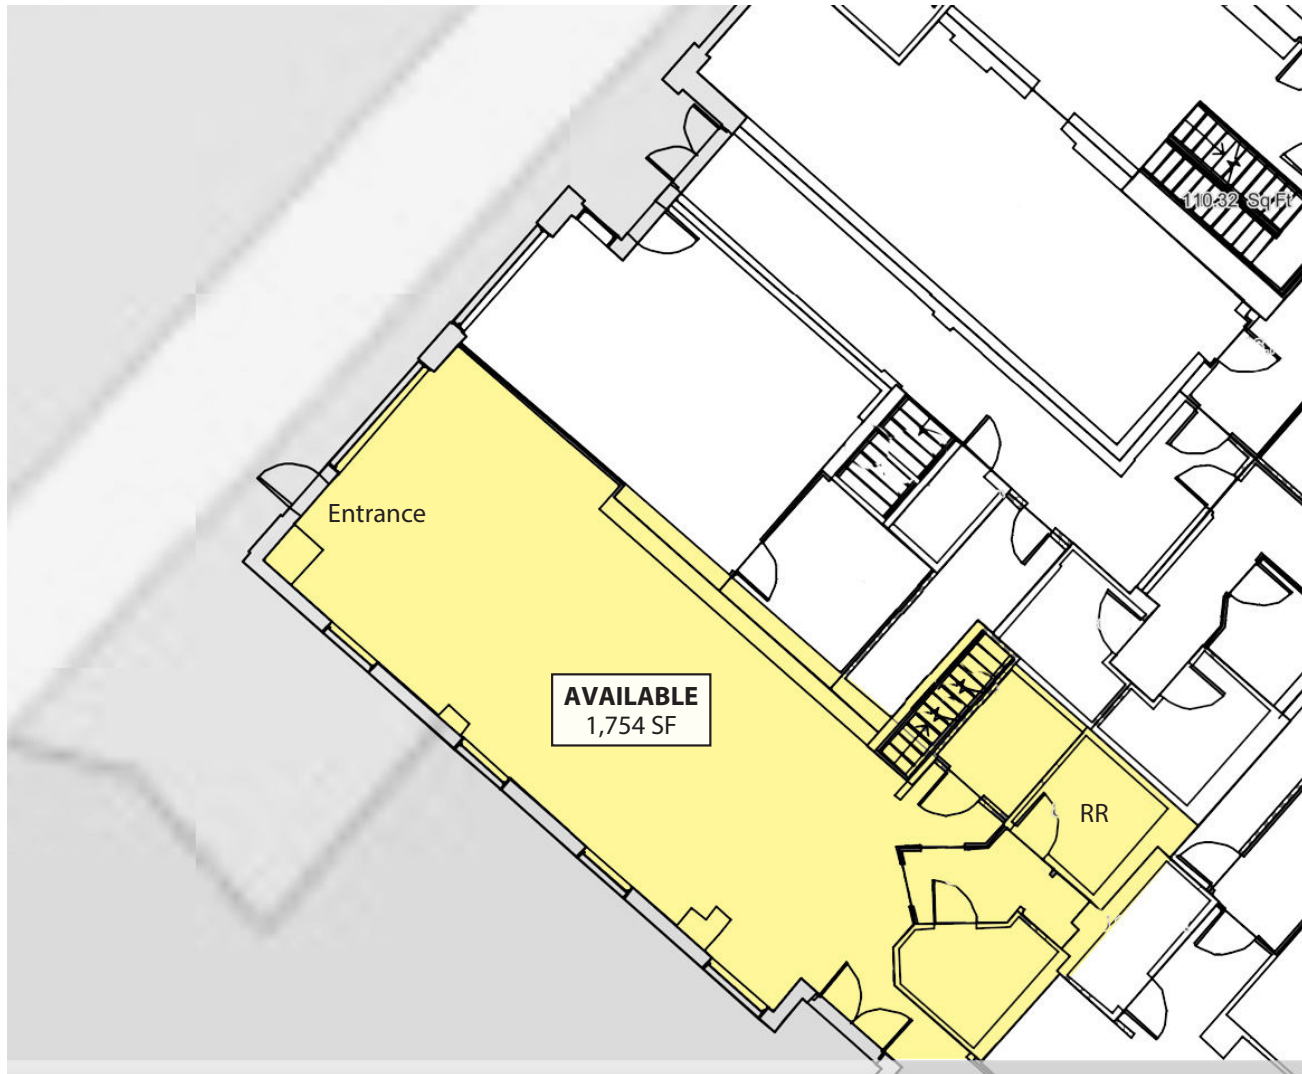 110.32 Sq Ft
Entrance
AVAILABLE
1,754 SF
RR